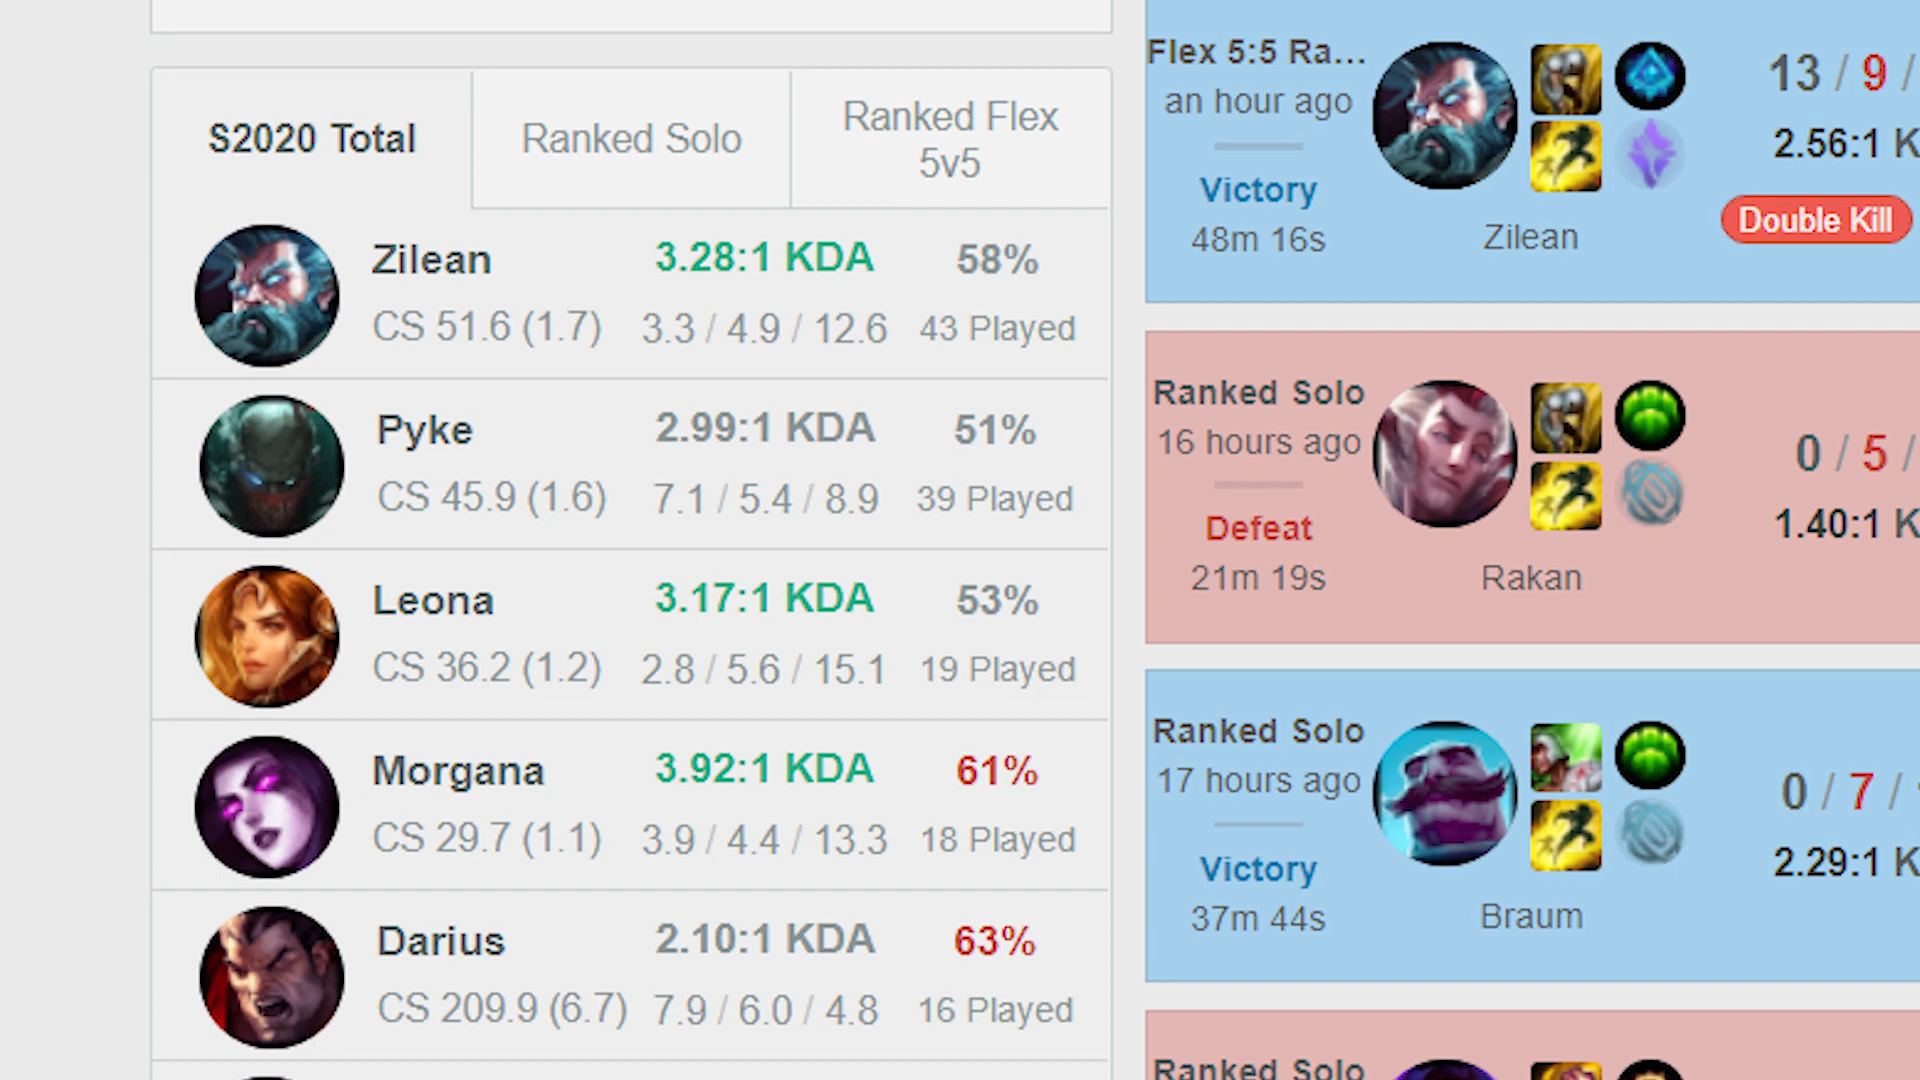 S2020 Total
Ranked Solo
Ranked Flex
5v5
Zilean 3.28:1 KDA 58%
CS 51.6 (1.7) 3.3 / 4.9 / 12.6 43 Played
Pyke 2.99:1 KDA 51%
CS 45.9 (1.6) 7.1 / 5.4 / 8.9 39 Played
Leona 3.17:1 KDA 53%
CS 36.2 (1.2) 2.8 / 5.6 / 15.1 19 Played
Morgana 3.92:1 KDA 61%
CS 29.7 (1.1) 3.9 / 4.4 / 13.3 18 Played
Darius 2.10:1 KDA 63%
CS 209.9 (6.7) 7.9 / 6.0 / 4.8 16 Played
Flex 5:5 Ra...
an hour ago
Victory
48m 16s
Zilean
13 / 9 /
2.56:1 K
Double Kill
Ranked Solo
16 hours ago
Defeat
21m 19s
Rakan
0 / 5 /
1.40:1 K
Ranked Solo
17 hours ago
Victory
37m 44s
Braum
0 / 7 /
2.29:1 K
Ranked Solo